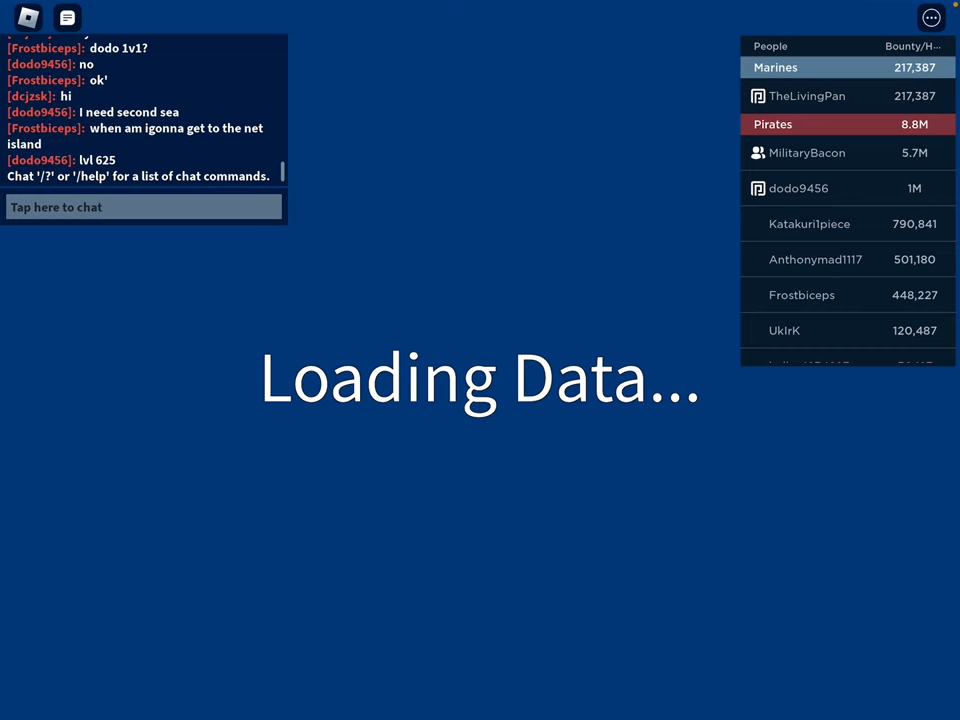 [Frostbiceps]: dodo 1v1?
[dodo9456]: no
[Frostbiceps]: ok'
[dcjzsk]: hi
[dodo9456]: I need second sea
[Frostbiceps]: when am igonna get to the net
island
[dodo9456]: lvl 625
Chat '/?' or '/help' for a list of chat commands.
Tap here to chat
People Bounty/H...
Marines 217,387
TheLivingPan 217,387
Pirates 8.8M
MilitaryBacon 5.7M
dodo9456 1M
Katakuri1piece 790,841
Anthonymad1117 501,180
Frostbiceps 448,227
UkIrK 120,487
Loading Data...